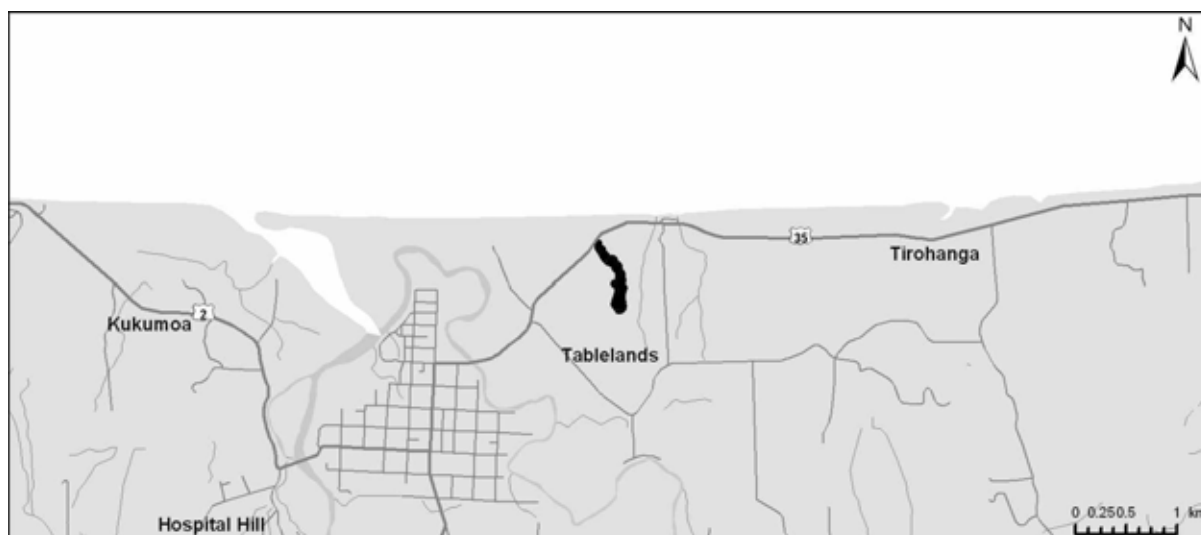 N
35
Tirohanga
2
Kukumoa
Tablelands
0 0.250.5 1 km
Hospital Hill